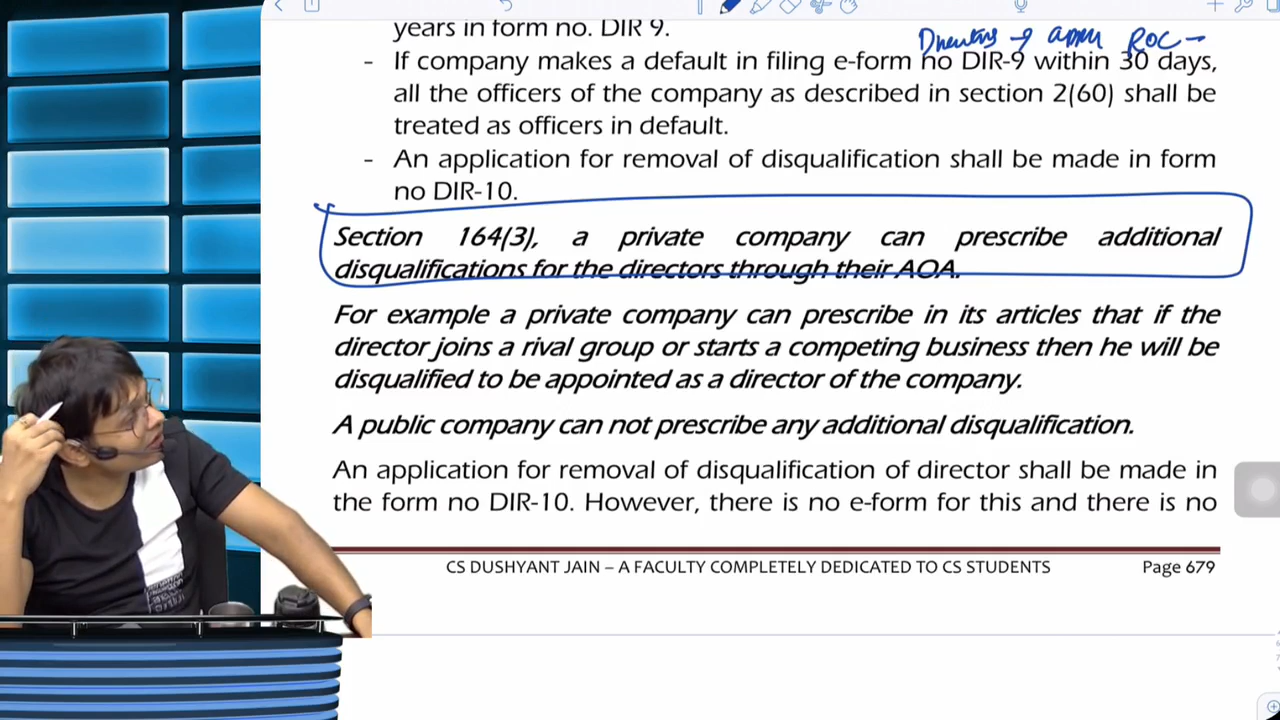 years in form no. DIR 9.
Directors → apply ROC –
- If company makes a default in filing e-form no DIR-9 within 30 days,
all the officers of the company as described in section 2(60) shall be
treated as officers in default.
- An application for removal of disqualification shall be made in form
no DIR-10.
Section 164(3), a private company can prescribe additional
disqualifications for the directors through their AOA.
For example a private company can prescribe in its articles that if the
director joins a rival group or starts a competing business then he will be
disqualified to be appointed as a director of the company.
A public company can not prescribe any additional disqualification.
An application for removal of disqualification of director shall be made in
the form no DIR-10. However, there is no e-form for this and there is no
CS DUSHYANT JAIN – A FACULTY COMPLETELY DEDICATED TO CS STUDENTS Page 679